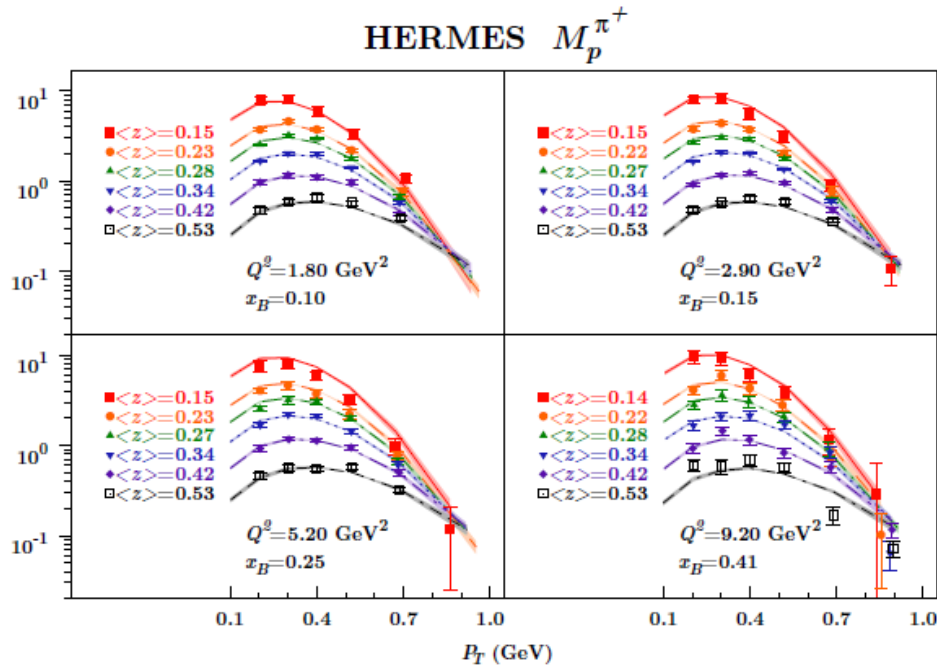 HERMES M_p^{π+}
10^1
10^0
10^-1
<z>=0.15
<z>=0.23
<z>=0.28
<z>=0.34
<z>=0.42
<z>=0.53
Q^2=1.80 GeV^2
x_B=0.10
<z>=0.15
<z>=0.22
<z>=0.27
<z>=0.34
<z>=0.42
<z>=0.53
Q^2=2.90 GeV^2
x_B=0.15
10^1
10^0
10^-1
<z>=0.15
<z>=0.23
<z>=0.27
<z>=0.34
<z>=0.42
<z>=0.53
Q^2=5.20 GeV^2
x_B=0.25
<z>=0.14
<z>=0.22
<z>=0.28
<z>=0.34
<z>=0.42
<z>=0.53
Q^2=9.20 GeV^2
x_B=0.41
0.1 0.4 0.7 1.0 0.1 0.4 0.7 1.0
P_T (GeV)